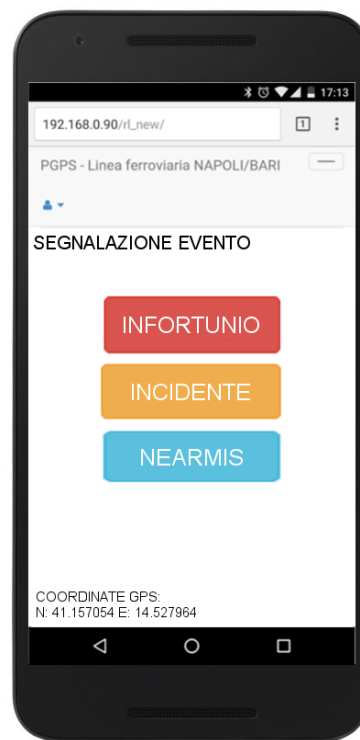 17:13
192.168.0.90/rl_new/
1
PGPS - Linea ferroviaria NAPOLI/BARI
SEGNALAZIONE EVENTO
INFORTUNIO
INCIDENTE
NEARMIS
COORDINATE GPS:
N: 41.157054 E: 14.527964